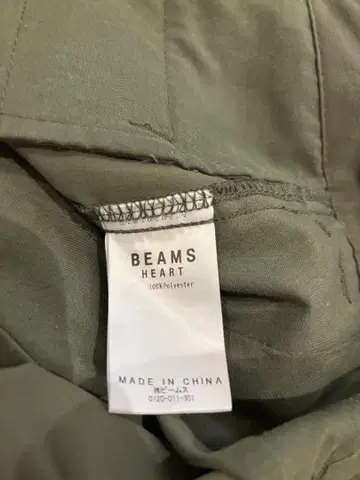 BEAMS
HEART
100%Polyester
MADE IN CHINA
㈱ビームス
0120-011-301